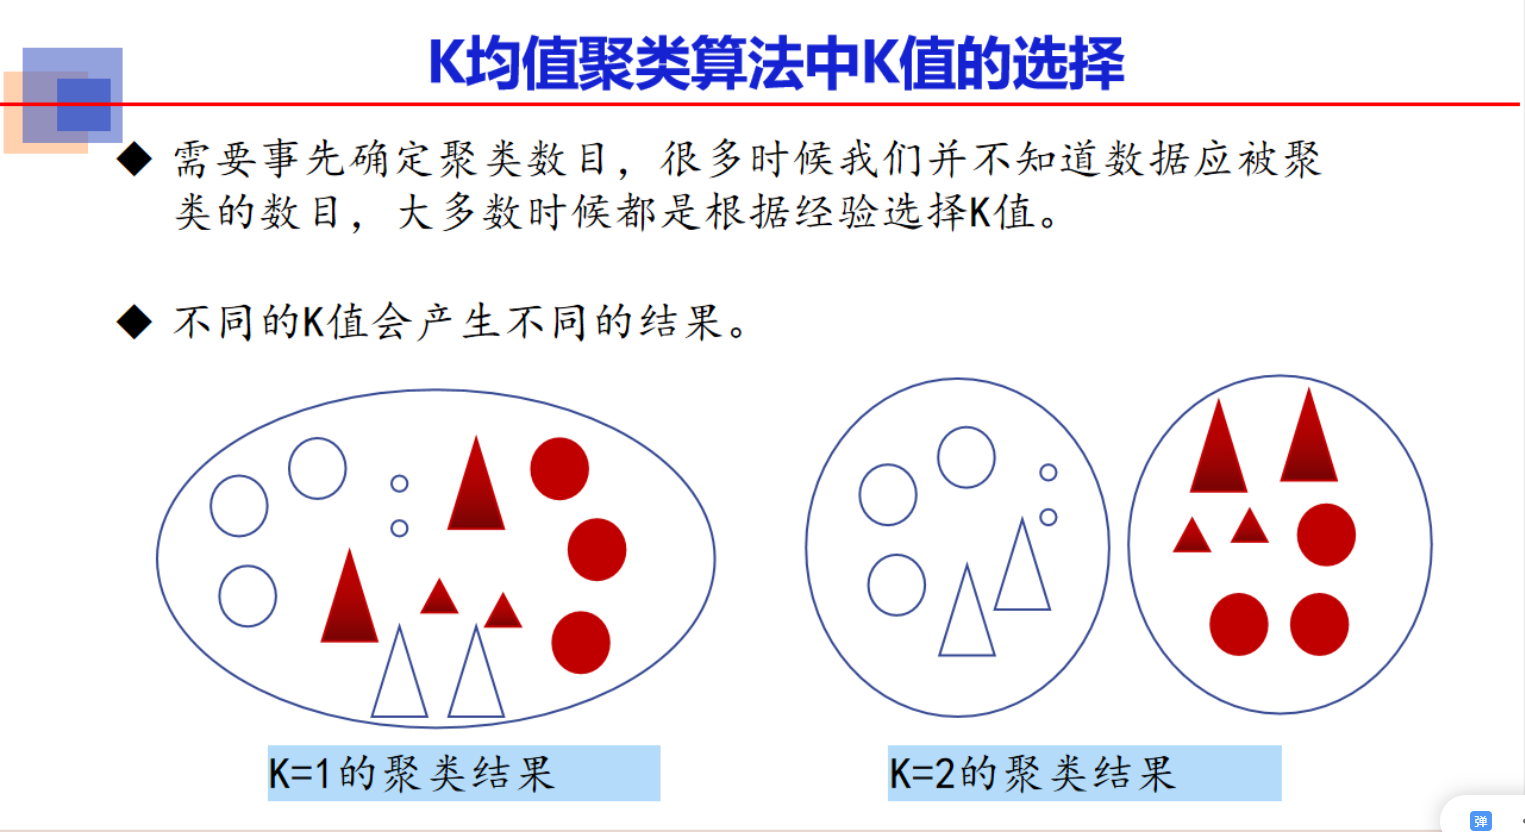 K均值聚类算法中K值的选择
需要事先确定聚类数目，很多时候我们并不知道数据应被聚
类的数目，大多数时候都是根据经验选择K值。
不同的K值会产生不同的结果。
K=1的聚类结果
K=2的聚类结果
弹